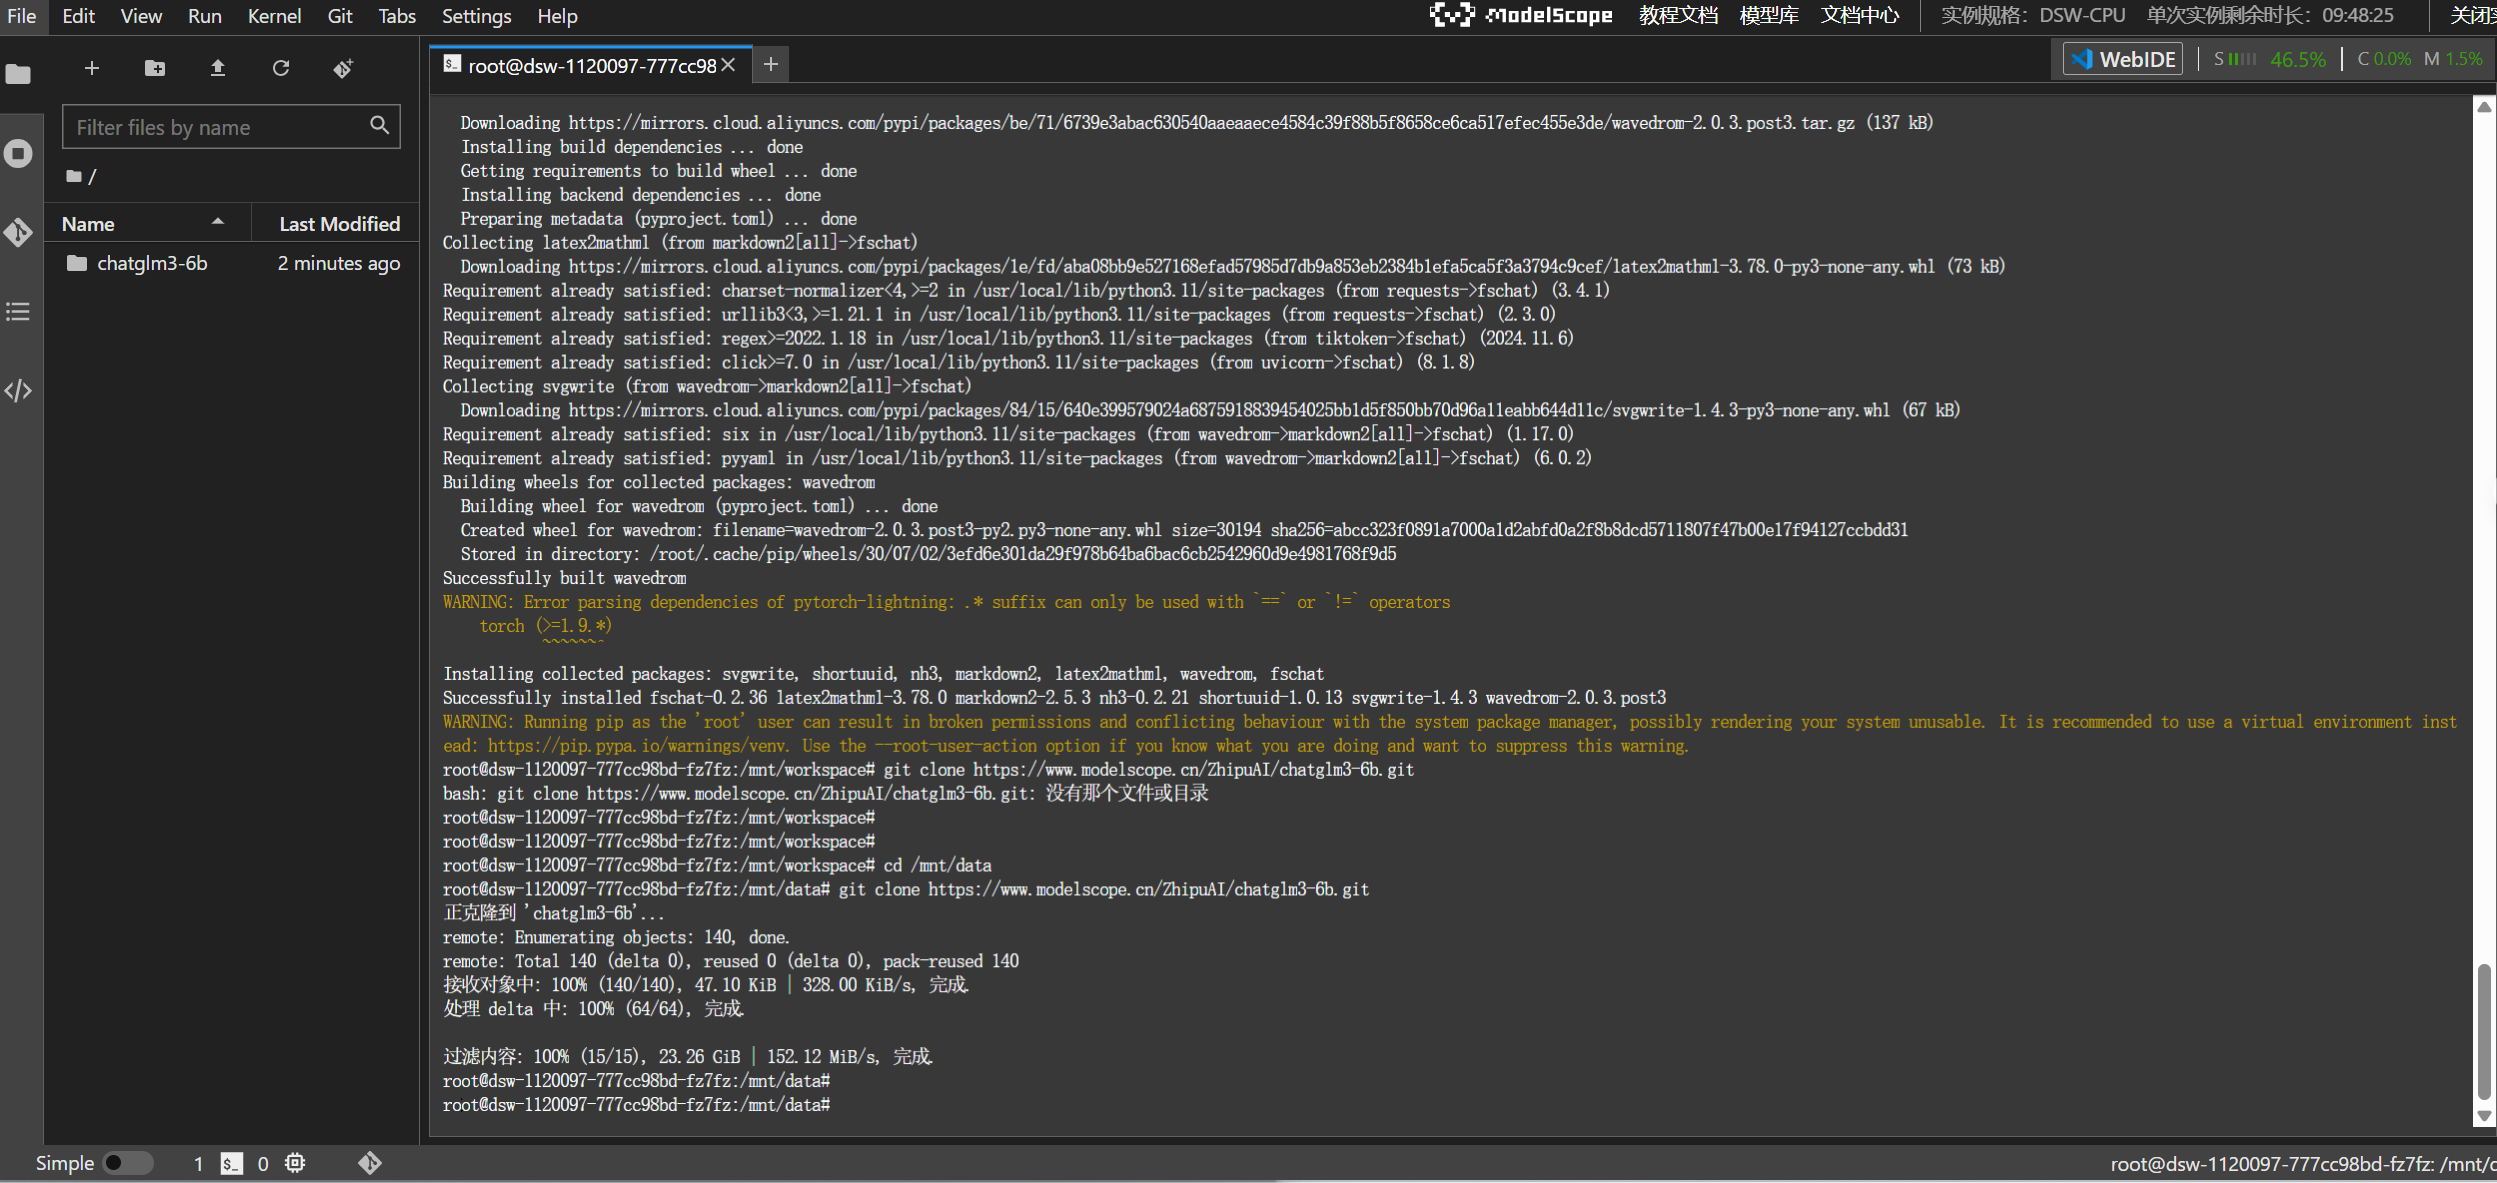 File Edit View Run Kernel Git Tabs Settings Help
ModelScope 教程文档 模型库 文档中心 实例规格: DSW-CPU 单次实例剩余时长: 09:48:25
root@dsw-1120097-777cc98
WebIDE S 46.5% C 0.0% M 1.5%
Filter files by name
/
Name Last Modified
chatglm3-6b 2 minutes ago
Downloading https://mirrors.cloud.aliyuncs.com/pypi/packages/be/71/6739e3abac630540aaeaaece4584c39f88b5f8658ce6ca517efec455e3de/wavedrom-2.0.3.post3.tar.gz (137 kB)
Installing build dependencies ... done
Getting requirements to build wheel ... done
Installing backend dependencies ... done
Preparing metadata (pyproject.toml) ... done
Collecting latex2mathml (from markdown2[all]->fschat)
Downloading https://mirrors.cloud.aliyuncs.com/pypi/packages/1e/fd/aba08bb9e527168efad57985d7db9a853eb2384b1efa5ca5f3a3794c9cef/latex2mathml-3.78.0-py3-none-any.whl (73 kB)
Requirement already satisfied: charset-normalizer<4,>=2 in /usr/local/lib/python3.11/site-packages (from requests->fschat) (3.4.1)
Requirement already satisfied: urllib3<3,>=1.21.1 in /usr/local/lib/python3.11/site-packages (from requests->fschat) (2.3.0)
Requirement already satisfied: regex>=2022.1.18 in /usr/local/lib/python3.11/site-packages (from tiktoken->fschat) (2024.11.6)
Requirement already satisfied: click>=7.0 in /usr/local/lib/python3.11/site-packages (from uvicorn->fschat) (8.1.8)
Collecting svgwrite (from wavedrom->markdown2[all]->fschat)
Downloading https://mirrors.cloud.aliyuncs.com/pypi/packages/84/15/640e399579024a6875918839454025bb1d5f850bb70d96a11eabb644d11c/svgwrite-1.4.3-py3-none-any.whl (67 kB)
Requirement already satisfied: six in /usr/local/lib/python3.11/site-packages (from wavedrom->markdown2[all]->fschat) (1.17.0)
Requirement already satisfied: pyyaml in /usr/local/lib/python3.11/site-packages (from wavedrom->markdown2[all]->fschat) (6.0.2)
Building wheels for collected packages: wavedrom
Building wheel for wavedrom (pyproject.toml) ... done
Created wheel for wavedrom: filename=wavedrom-2.0.3.post3-py2.py3-none-any.whl size=30194 sha256=abcc323f0891a7000a1d2abfd0a2f8b8dcd5711807f47b00e17f94127ccbdd31
Stored in directory: /root/.cache/pip/wheels/30/07/02/3efd6e301da29f978b64ba6bac6cb2542960d9e4981768f9d5
Successfully built wavedrom
WARNING: Error parsing dependencies of pytorch-lightning: .* suffix can only be used with `==` or `!=` operators
torch (>=1.9.*)
~~~~~~^
Installing collected packages: svgwrite, shortuuid, nh3, markdown2, latex2mathml, wavedrom, fschat
Successfully installed fschat-0.2.36 latex2mathml-3.78.0 markdown2-2.5.3 nh3-0.2.21 shortuuid-1.0.13 svgwrite-1.4.3 wavedrom-2.0.3.post3
WARNING: Running pip as the 'root' user can result in broken permissions and conflicting behaviour with the system package manager, possibly rendering your system unusable. It is recommended to use a virtual environment inst
ead: https://pip.pypa.io/warnings/venv. Use the --root-user-action option if you know what you are doing and want to suppress this warning.
root@dsw-1120097-777cc98bd-fz7fz:/mnt/workspace# git clone https://www.modelscope.cn/ZhipuAI/chatglm3-6b.git
bash: git clone https://www.modelscope.cn/ZhipuAI/chatglm3-6b.git: 没有那个文件或目录
root@dsw-1120097-777cc98bd-fz7fz:/mnt/workspace#
root@dsw-1120097-777cc98bd-fz7fz:/mnt/workspace#
root@dsw-1120097-777cc98bd-fz7fz:/mnt/workspace# cd /mnt/data
root@dsw-1120097-777cc98bd-fz7fz:/mnt/data# git clone https://www.modelscope.cn/ZhipuAI/chatglm3-6b.git
正克隆到 'chatglm3-6b'...
remote: Enumerating objects: 140, done.
remote: Total 140 (delta 0), reused 0 (delta 0), pack-reused 140
接收对象中: 100% (140/140), 47.10 KiB | 328.00 KiB/s, 完成.
处理 delta 中: 100% (64/64), 完成.
过滤内容: 100% (15/15), 23.26 GiB | 152.12 MiB/s, 完成.
root@dsw-1120097-777cc98bd-fz7fz:/mnt/data#
root@dsw-1120097-777cc98bd-fz7fz:/mnt/data#
Simple 1 $_ 0
root@dsw-1120097-777cc98bd-fz7fz: /mnt/